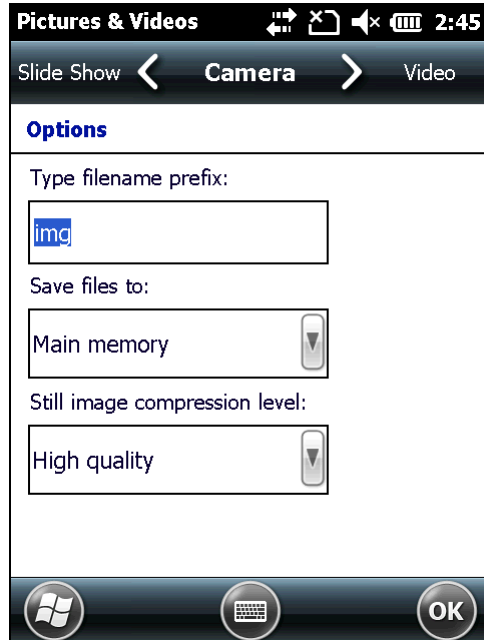 Pictures & Videos 2:45
Slide Show Camera Video
Options
Type filename prefix:
img
Save files to:
Main memory
Still image compression level:
High quality
OK